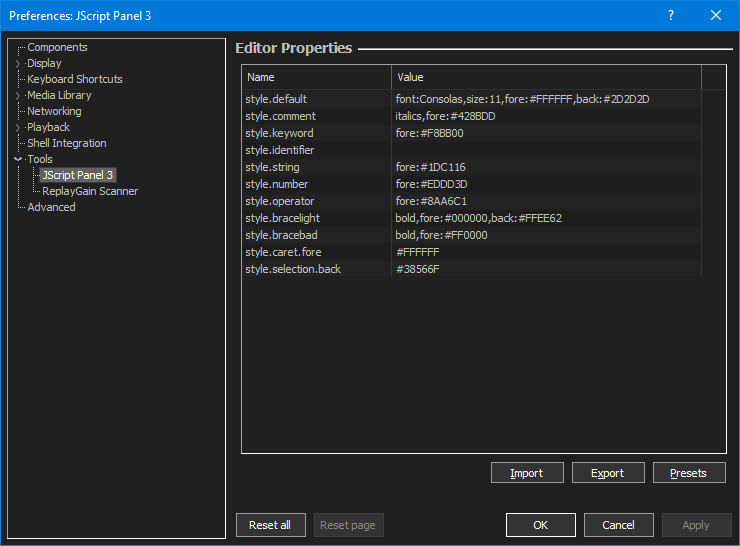 Preferences: JScript Panel 3
?
Components
Display
Keyboard Shortcuts
Media Library
Networking
Playback
Shell Integration
Tools
JScript Panel 3
ReplayGain Scanner
Advanced
Editor Properties
Name Value
style.default font:Consolas,size:11,fore:#FFFFFF,back:#2D2D2D
style.comment italics,fore:#428BDD
style.keyword fore:#F8BB00
style.identifier
style.string fore:#1DC116
style.number fore:#EDDD3D
style.operator fore:#8AA6C1
style.bracelight bold,fore:#000000,back:#FFEE62
style.bracebad bold,fore:#FF0000
style.caret.fore #FFFFFF
style.selection.back #38566F
Import Export Presets
Reset all Reset page OK Cancel Apply